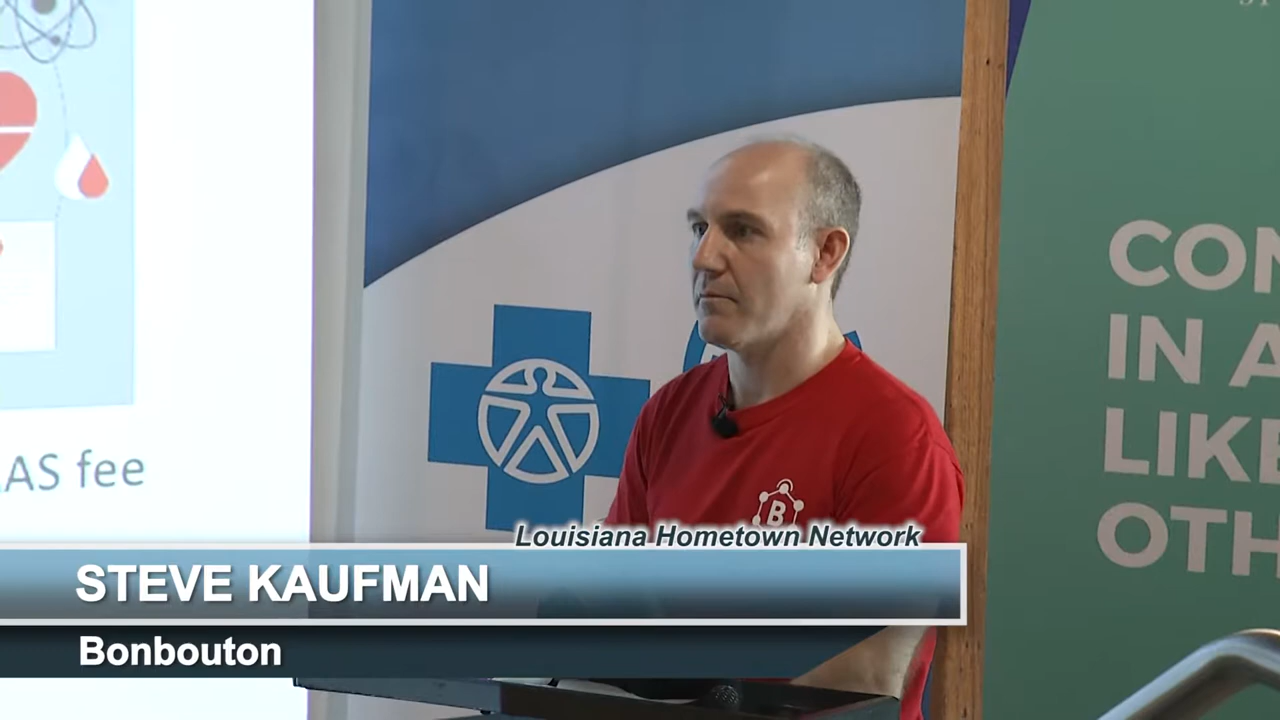 AS fee
CON
IN A
LIKE
OTH
B
Louisiana Hometown Network
STEVE KAUFMAN
Bonbouton